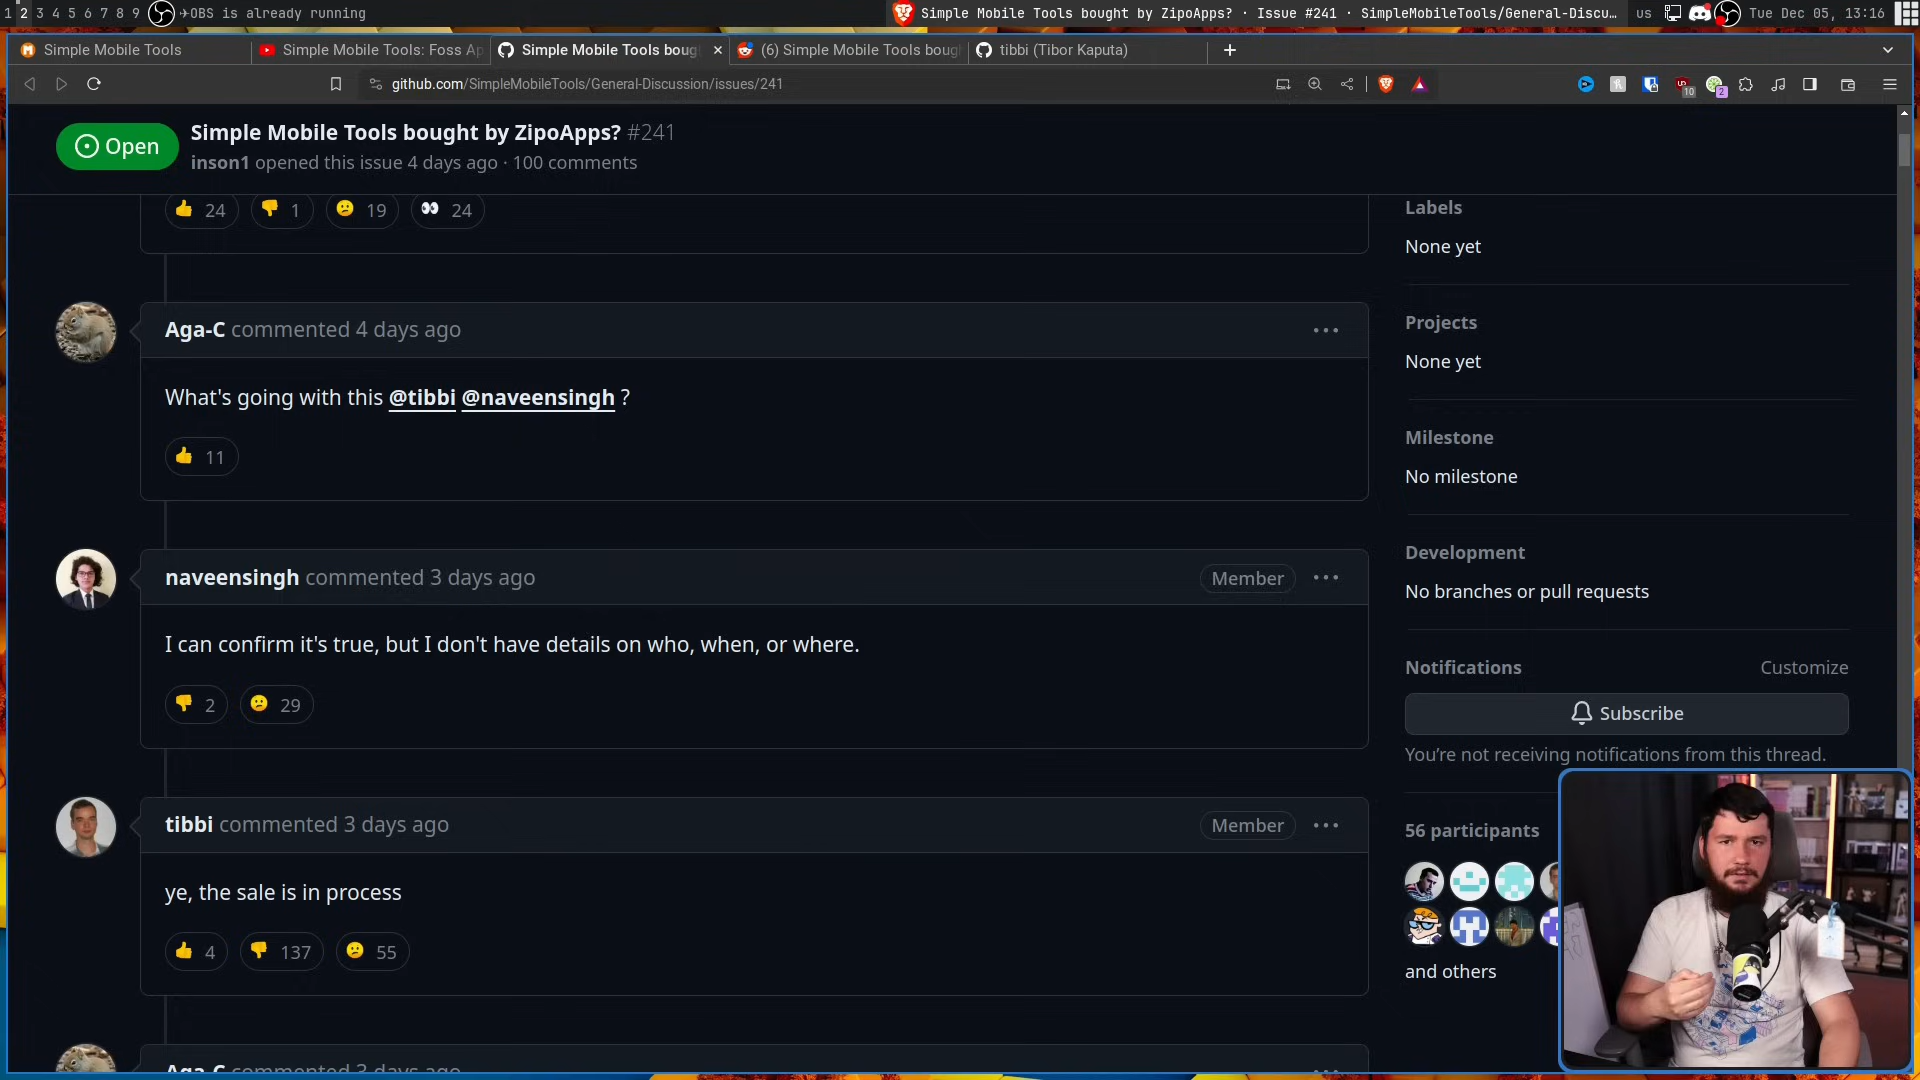 1 2 3 4 5 6 7 8 9 ✈OBS is already running
Simple Mobile Tools bought by ZipoApps? · Issue #241 · SimpleMobileTools/General-Discu…
us Tue Dec 05, 13:16
Simple Mobile Tools
Simple Mobile Tools: Foss Ap
Simple Mobile Tools boug
(6) Simple Mobile Tools boug
tibbi (Tibor Kaputa)
github.com/SimpleMobileTools/General-Discussion/issues/241
10
2
Open
Simple Mobile Tools bought by ZipoApps? #241
inson1 opened this issue 4 days ago · 100 comments
👍 24 👎 1 😕 19 👀 24
Aga-C commented 4 days ago
What's going with this @tibbi @naveensingh ?
👍 11
naveensingh commented 3 days ago
Member
I can confirm it's true, but I don't have details on who, when, or where.
👎 2 😕 29
tibbi commented 3 days ago
Member
ye, the sale is in process
👍 4 👎 137 😕 55
Aga-C commented 3 days ago
Labels
None yet
Projects
None yet
Milestone
No milestone
Development
No branches or pull requests
Notifications
Customize
Subscribe
You're not receiving notifications from this thread.
56 participants
and others